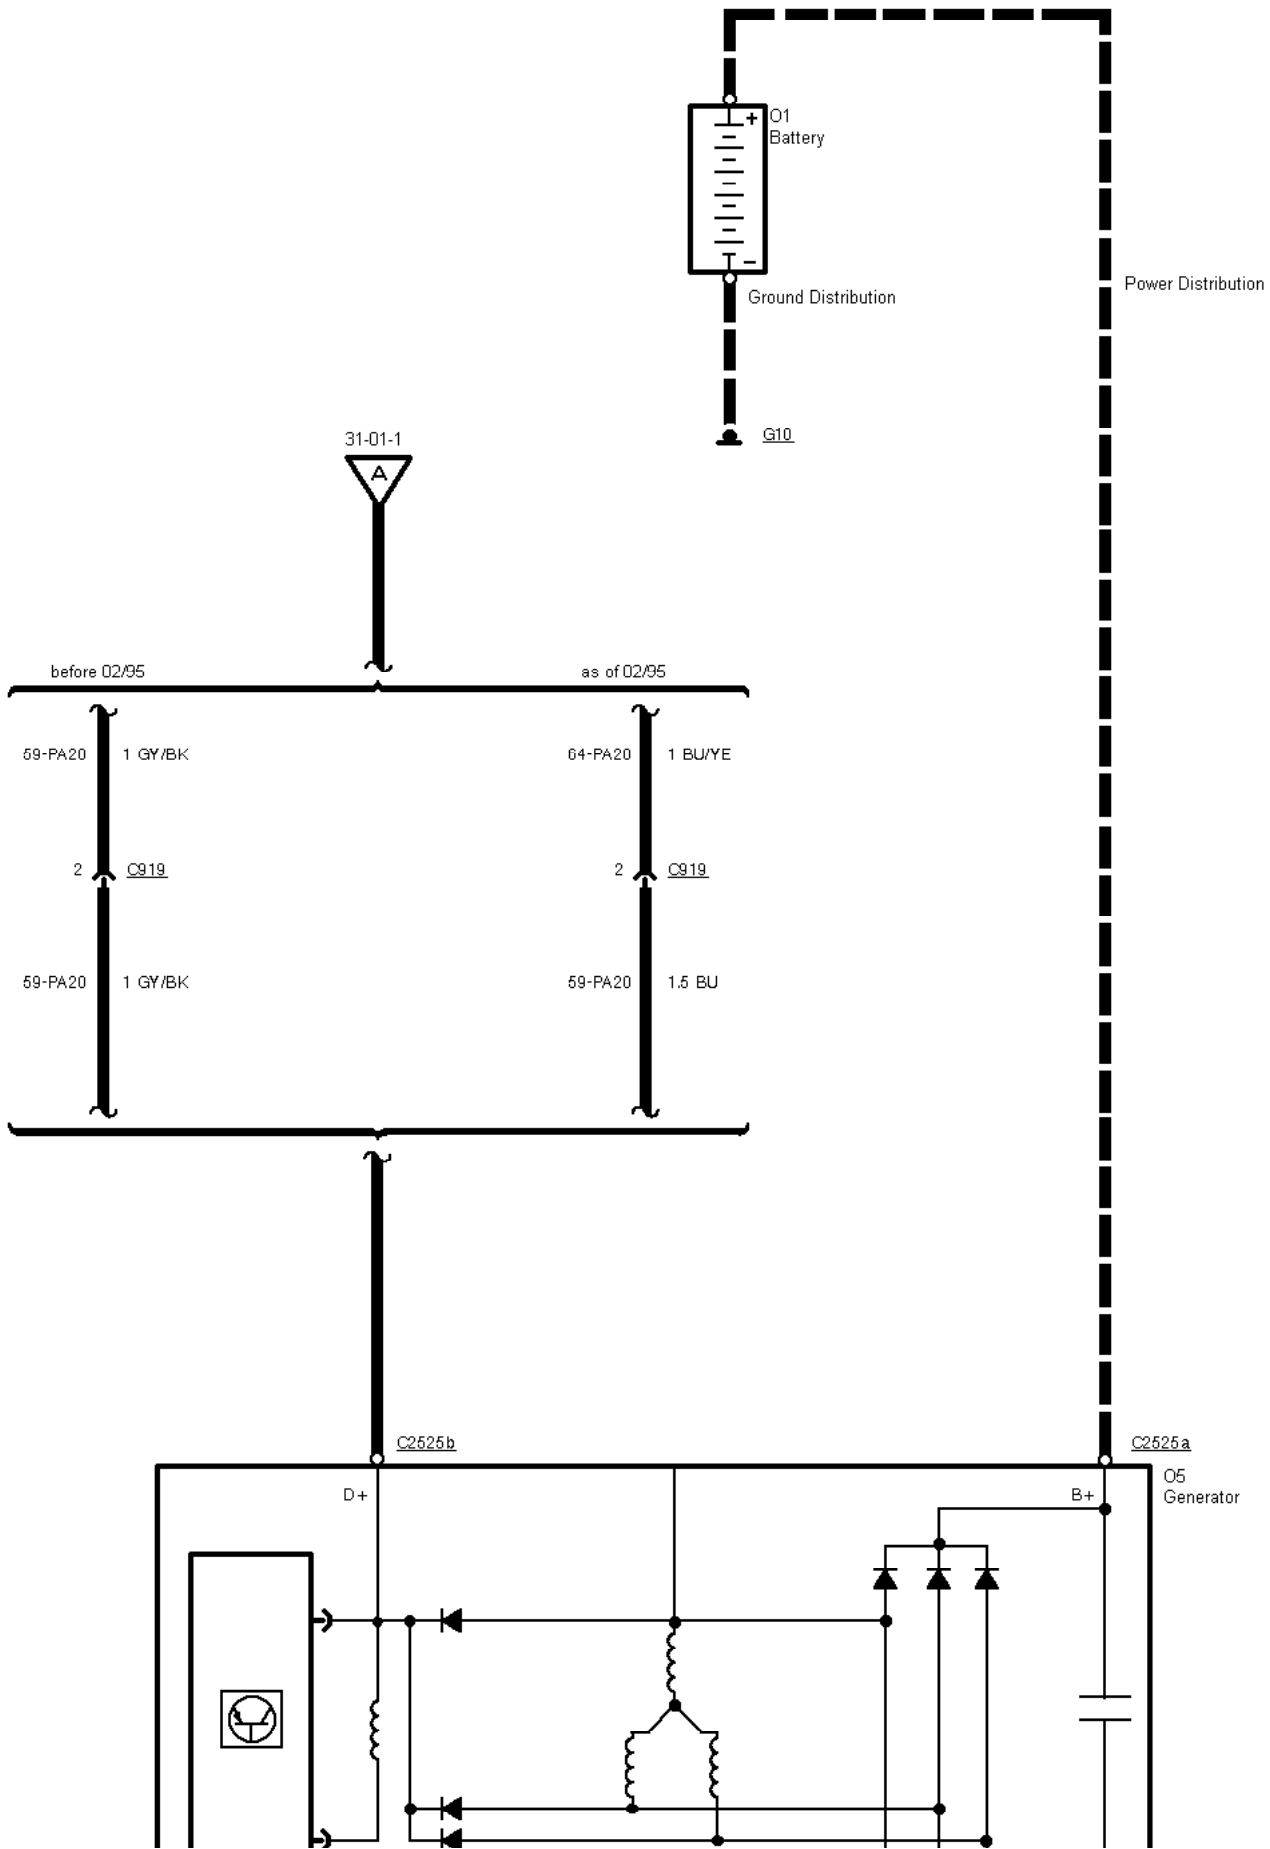 + O1
Battery
−
Ground Distribution
Power Distribution
G10
31-01-1
A
before 02/95
as of 02/95
59-PA20 1 GY/BK
64-PA20 1 BU/YE
2 C919
2 C919
59-PA20 1 GY/BK
59-PA20 1.5 BU
C2525b
C2525a
O5
Generator
D+
B+